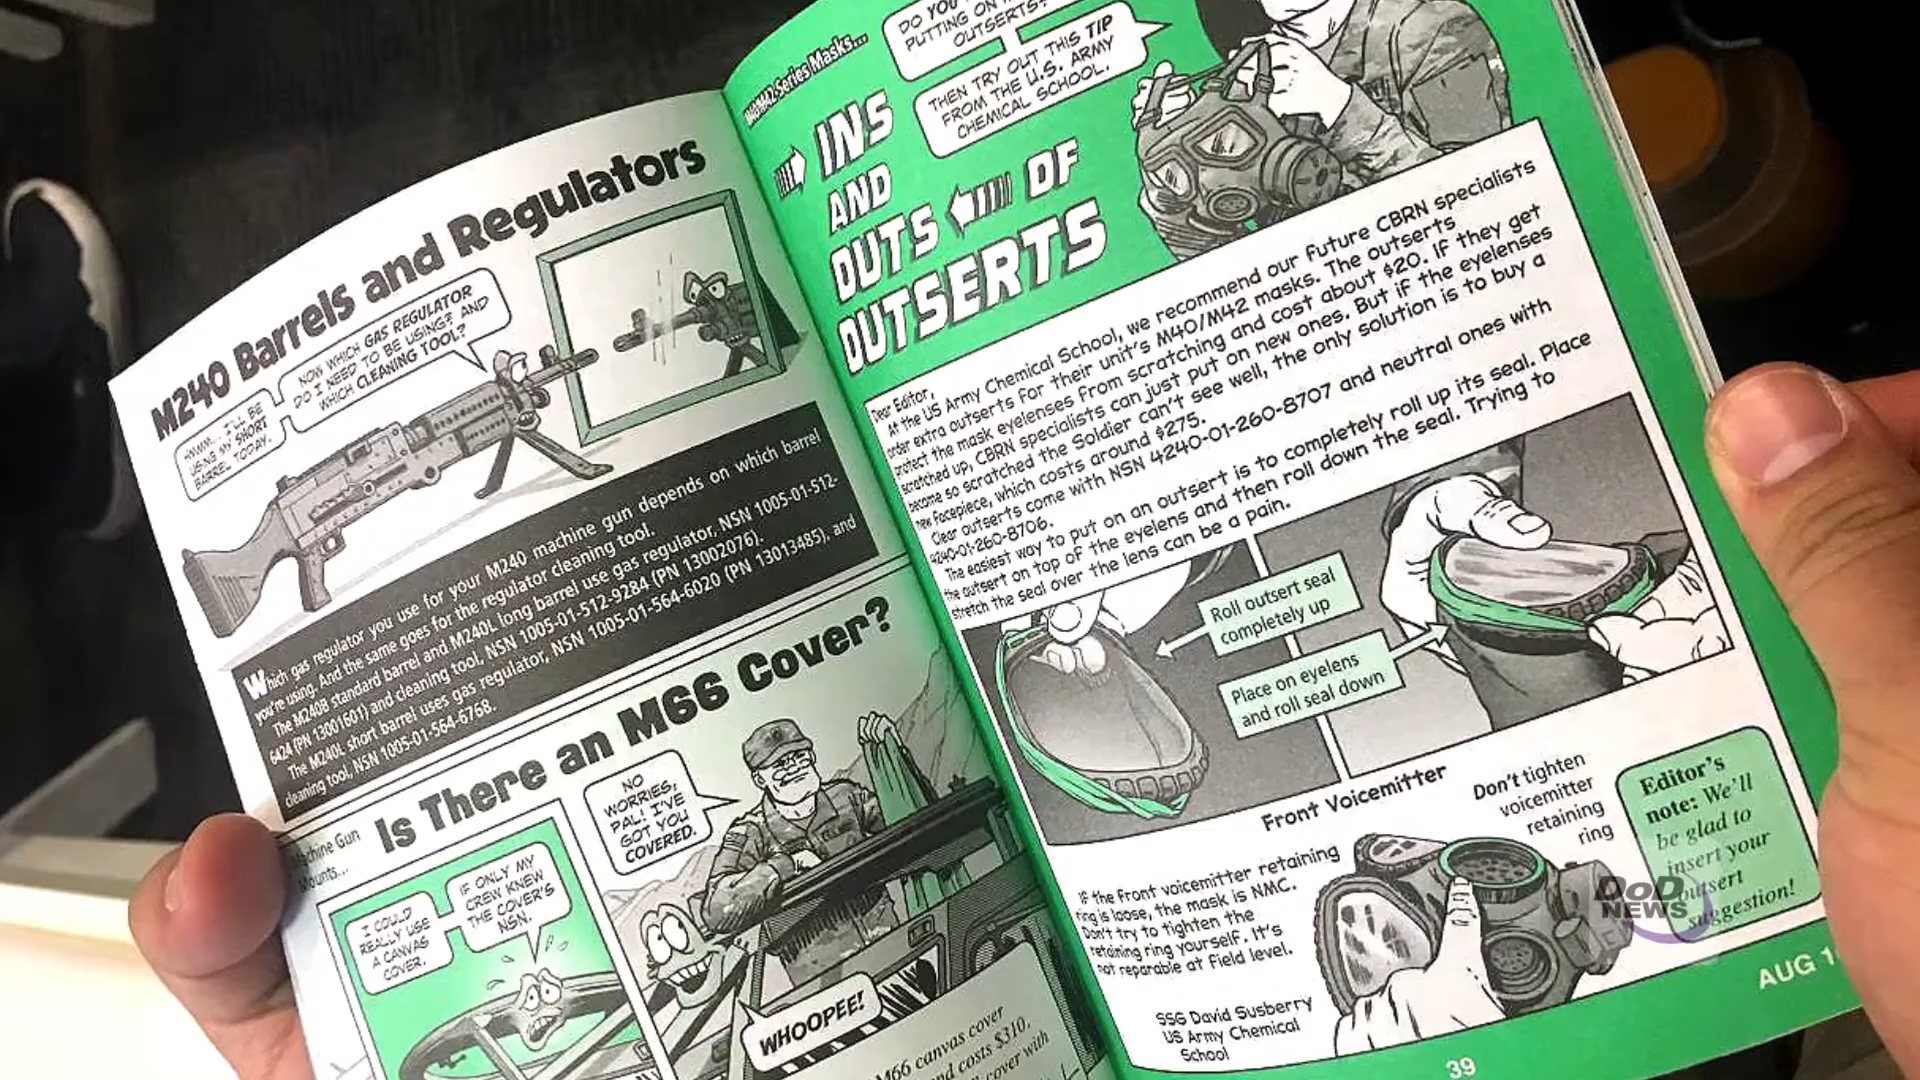 M240 Barrels and Regulators
HMM... I'LL BE
USING MY SHORT
BARREL TODAY.
NOW WHICH GAS REGULATOR
DO I NEED TO BE USING? AND
WHICH CLEANING TOOL?
Which gas regulator you use for your M240 machine gun depends on which barrel
you're using. And the same goes for the regulator cleaning tool.
The M240B standard barrel and M240L long barrel use gas regulator, NSN 1005-01-512-
6424 (PN 13001601) and cleaning tool, NSN 1005-01-512-9284 (PN 13002076).
The M240L short barrel uses gas regulator, NSN 1005-01-564-6020 (PN 13013485), and
cleaning tool, NSN 1005-01-564-6768.
Machine Gun
Mounts...
Is There an M66 Cover?
I COULD
REALLY USE
A CANVAS
COVER.
IF ONLY MY
CREW KNEW
THE COVER'S
NSN.
NO
WORRIES,
PAL! I'VE
GOT YOU
COVERED.
WHOOPEE!
M66 canvas cover
and costs $310.
cover with
M40/M42-Series Masks...
DO YOU
PUTTING ON
OUTSERTS?
THEN TRY OUT THIS TIP
FROM THE U.S. ARMY
CHEMICAL SCHOOL.
INS
AND
OUTS OF
OUTSERTS
Dear Editor,
At the US Army Chemical School, we recommend our future CBRN specialists
order extra outserts for their unit's M40/M42 masks. The outserts
protect the mask eyelenses from scratching and cost about $20. If they get
scratched up, CBRN specialists can just put on new ones. But if the eyelenses
become so scratched the Soldier can't see well, the only solution is to buy a
new facepiece, which costs around $275.
Clear outserts come with NSN 4240-01-260-8707 and neutral ones with
4240-01-260-8706.
The easiest way to put on an outsert is to completely roll up its seal. Place
the outsert on top of the eyelens and then roll down the seal. Trying to
stretch the seal over the lens can be a pain.
Roll outsert seal
completely up
Place on eyelens
and roll seal down
Front Voicemitter
Don't tighten
voicemitter
retaining
ring
If the front voicemitter retaining
ring is loose, the mask is NMC.
Don't try to tighten the
retaining ring yourself. It's
not reparable at field level.
SSG David Susberry
US Army Chemical
School
Editor's
note: We'll
be glad to
insert your
outsert
suggestion!
DoD
NEWS
39
AUG